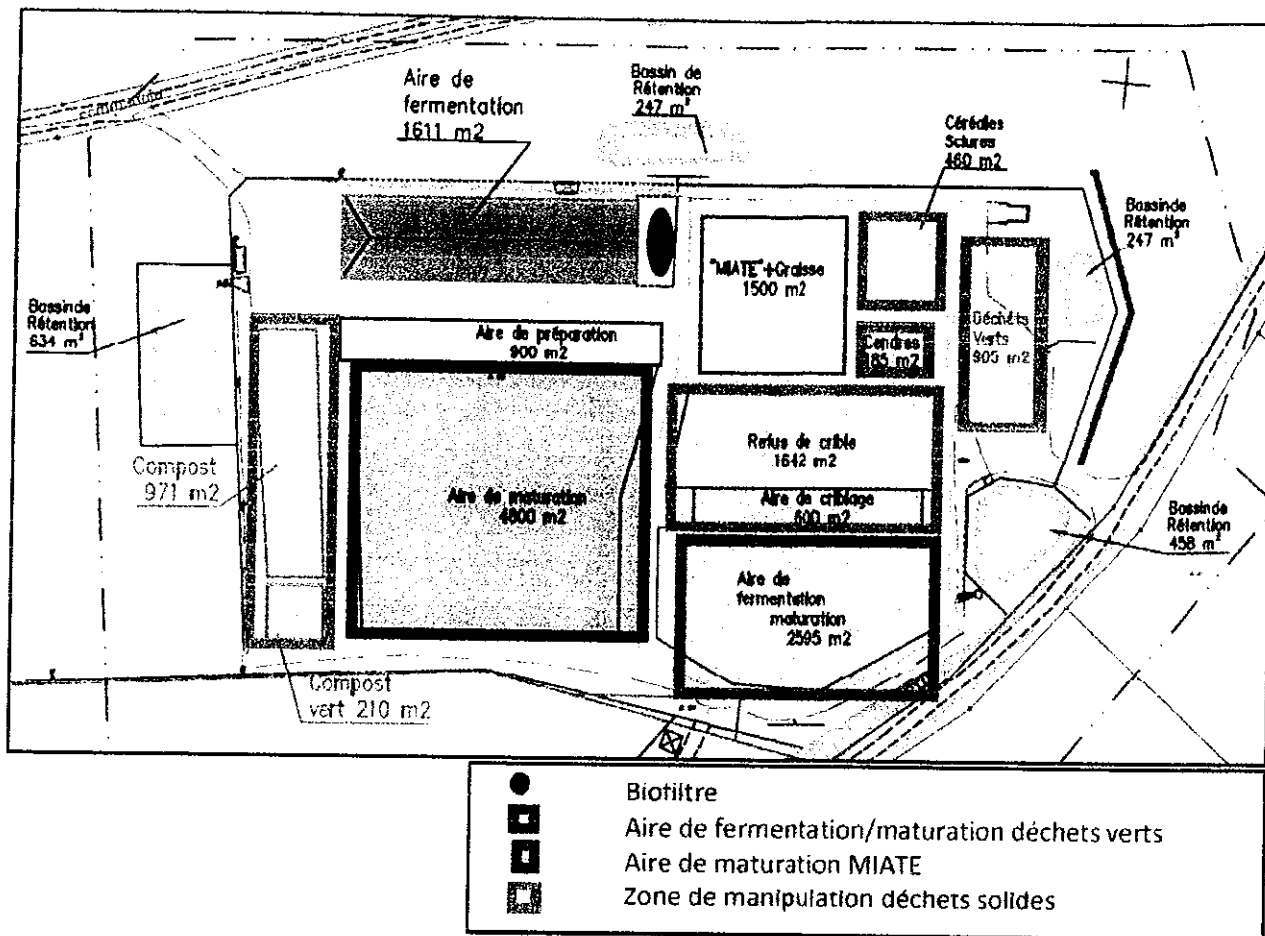 Aire de
fermentation
1611 m2
Bassin de
Rétention
247 m³
Céréales
Sciures
460 m2
Bassinde
Rétention
247 m³
"MIATE"+Graisse
1500 m2
Bassinde
Rétention
634 m³
Aire de préparation
900 m2
Cendres
185 m2
Déchéts
Verts
905 m2
Compost
971 m2
Refus de crible
1642 m2
Aire de maturation
4800 m2
Aire de criblage
600 m2
Bassinde
Rétention
458 m³
Aire de
fermentation
maturation
2595 m2
Compost
vert 210 m2
Biofiltre
Aire de fermentation/maturation déchets verts
Aire de maturation MIATE
Zone de manipulation déchets solides